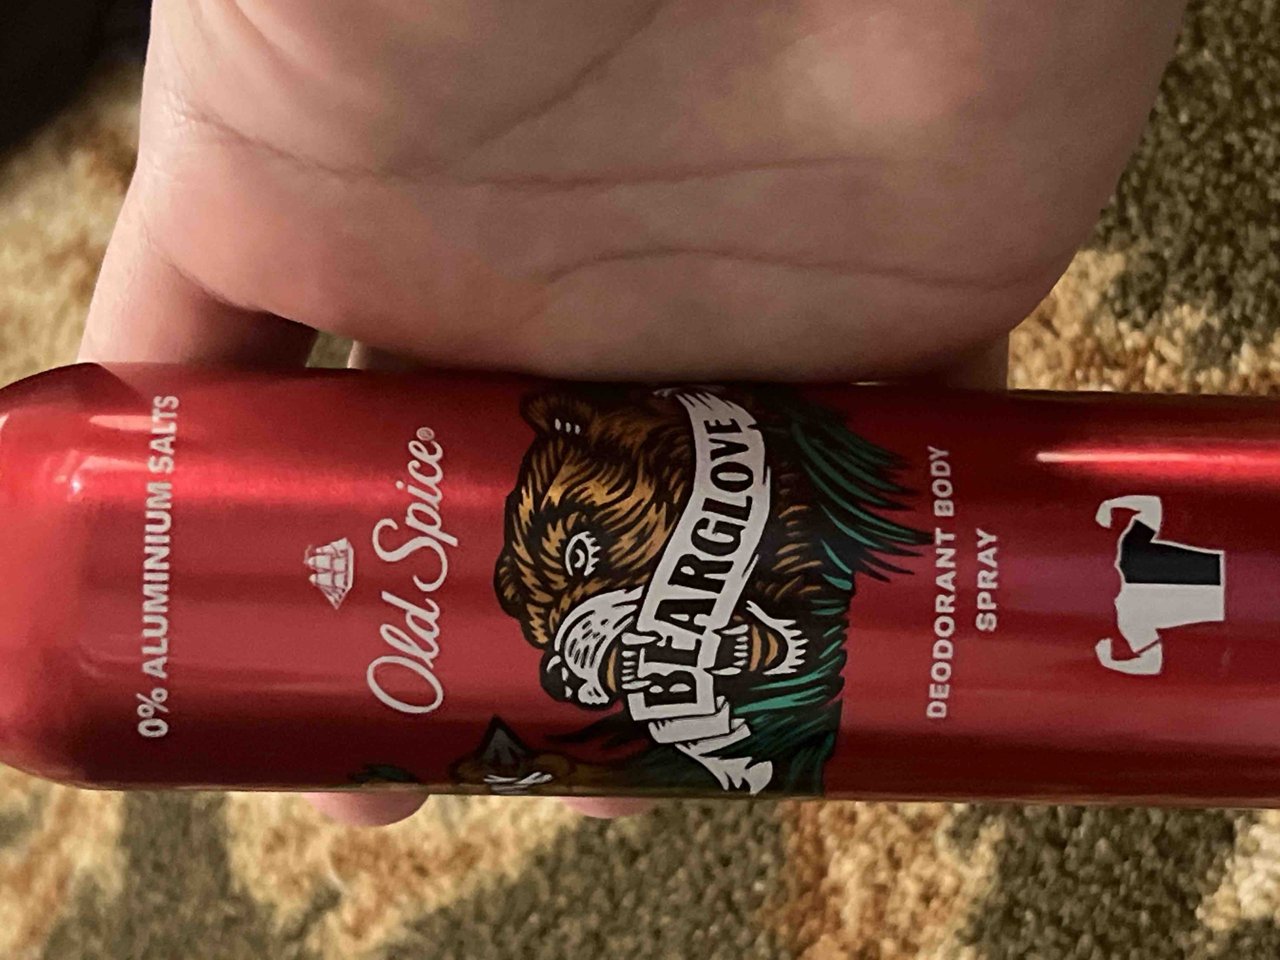 0% ALUMINIUM SALTS
Old Spice®
BEARGLOVE
DEODORANT BODY
SPRAY